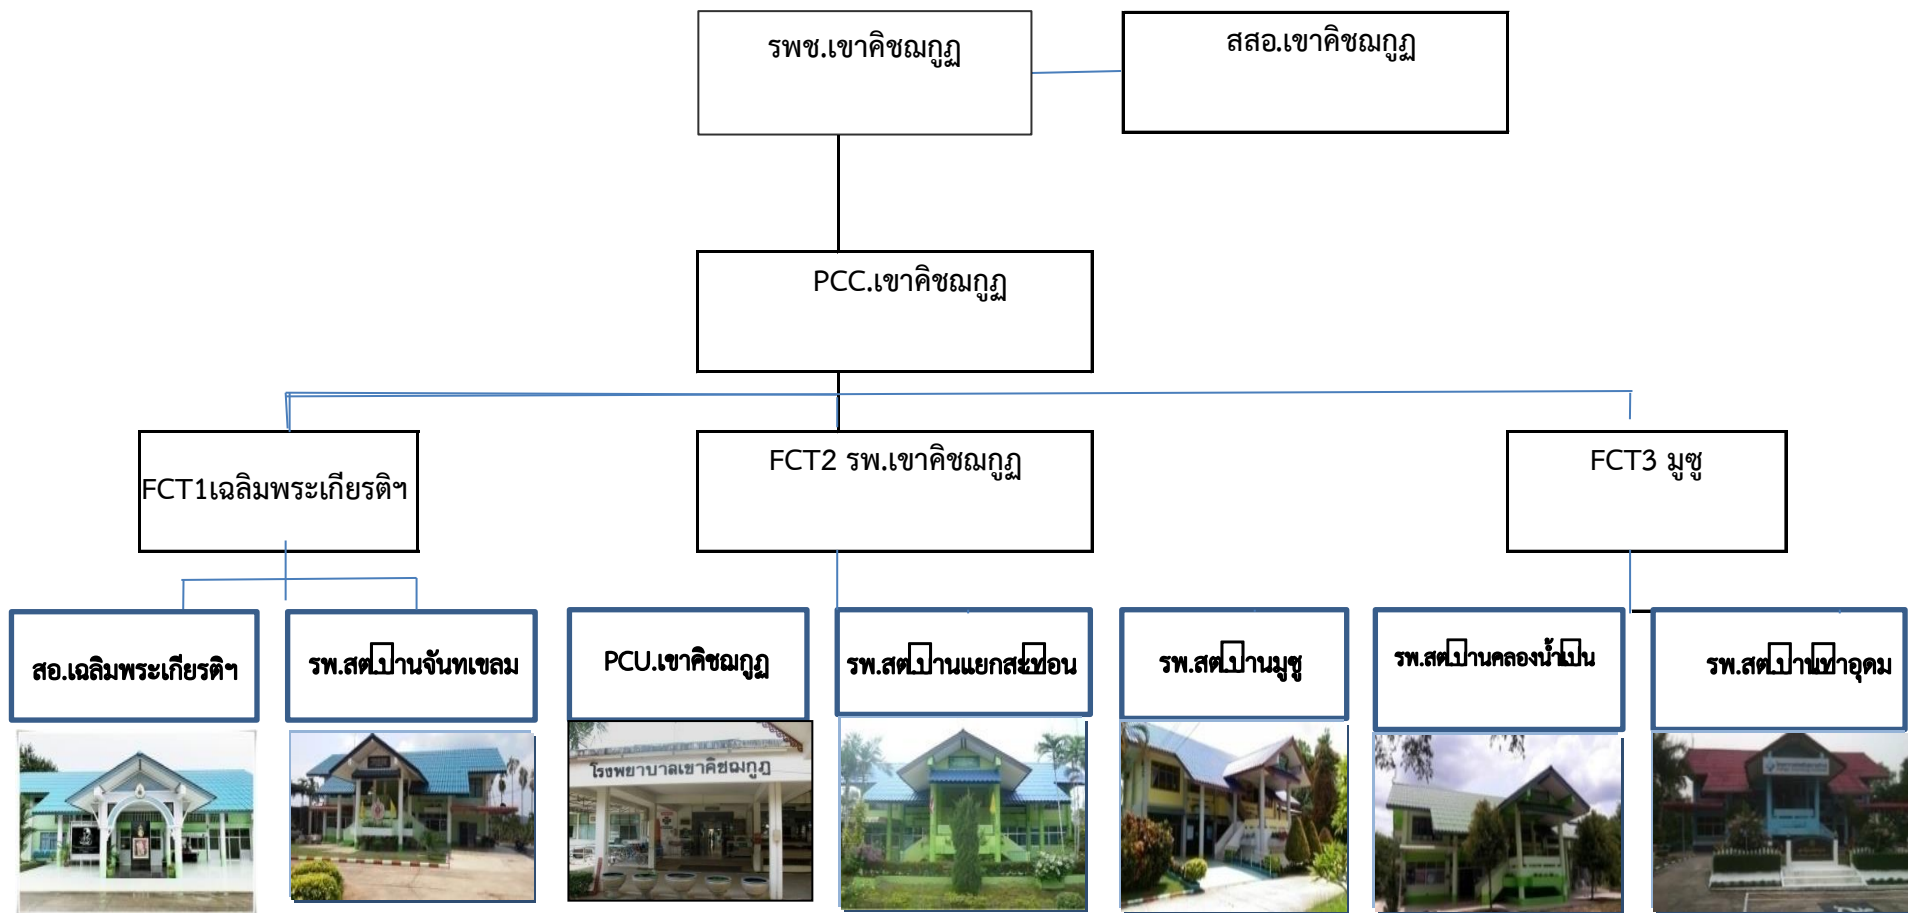 รพช.เขาคิชฌกูฏ
สสอ.เขาคิชฌกูฏ
PCC.เขาคิชฌกูฏ
FCT1เฉลิมพระเกียรติฯ
FCT2 รพ.เขาคิชฌกูฏ
FCT3 มูซู
สอ.เฉลิมพระเกียรติฯ
รพ.สต.บานจันทเขลม
PCU.เขาคิชฌกูฏ
รพ.สต.บานแยกสะทอน
รพ.สต.บานมูซู
รพ.สต.บานคลองน้ำเปน
รพ.สต.บานทาอุดม
โรงพยาบาลเขาคิชฌกูฏ